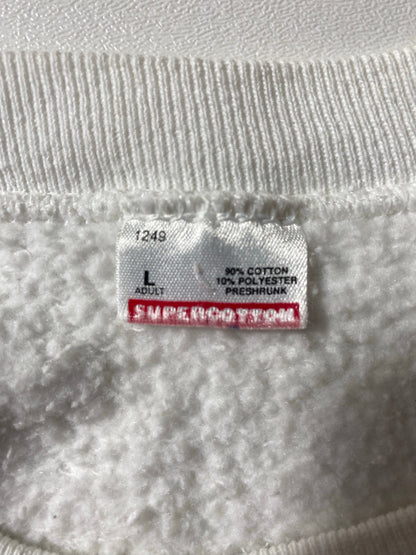 1249
L
ADULT
90% COTTON
10% POLYESTER
PRESHRUNK
SUPERCOTTON